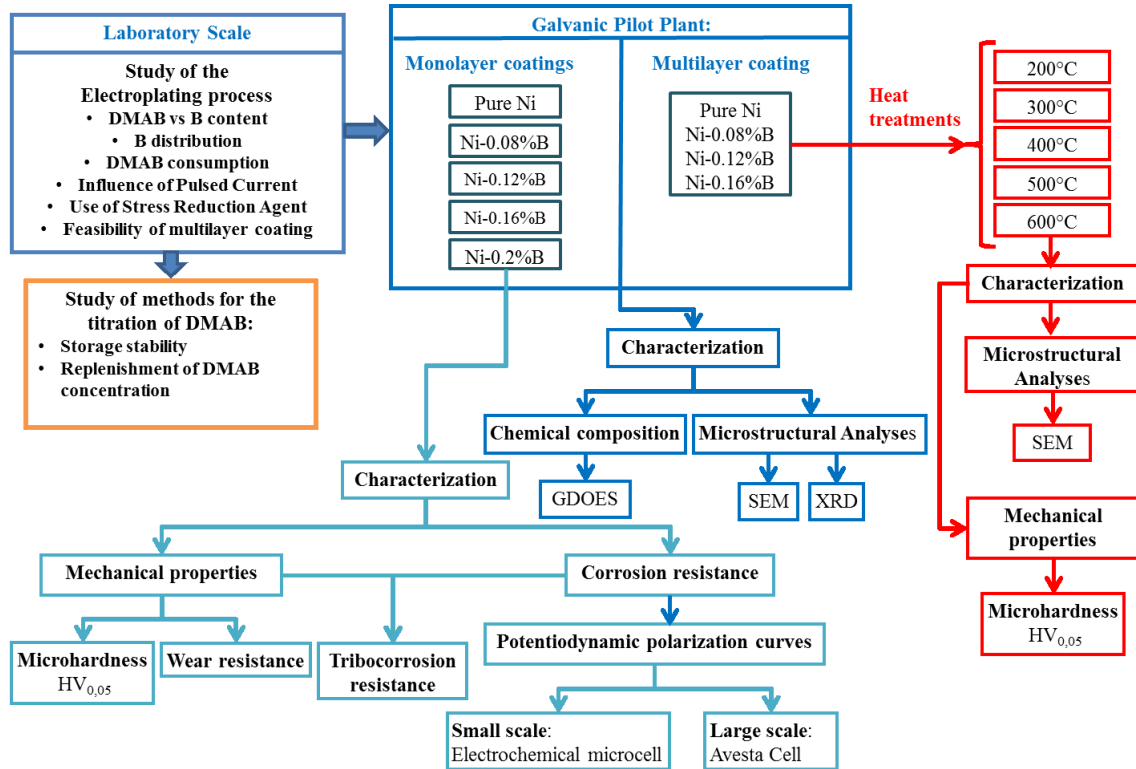 Laboratory Scale
Study of the
Electroplating process
• DMAB vs B content
• B distribution
• DMAB consumption
• Influence of Pulsed Current
• Use of Stress Reduction Agent
• Feasibility of multilayer coating
Study of methods for the
titration of DMAB:
• Storage stability
• Replenishment of DMAB
concentration
Galvanic Pilot Plant:
Monolayer coatings
Pure Ni
Ni-0.08%B
Ni-0.12%B
Ni-0.16%B
Ni-0.2%B
Multilayer coating
Pure Ni
Ni-0.08%B
Ni-0.12%B
Ni-0.16%B
Heat
treatments
200°C
300°C
400°C
500°C
600°C
Characterization
Microstructural
Analyses
SEM
Mechanical
properties
Microhardness
HV0,05
Characterization
Chemical composition
GDOES
Microstructural Analyses
SEM
XRD
Characterization
Mechanical properties
Corrosion resistance
Microhardness
HV0,05
Wear resistance
Tribocorrosion
resistance
Potentiodynamic polarization curves
Small scale:
Electrochemical microcell
Large scale:
Avesta Cell